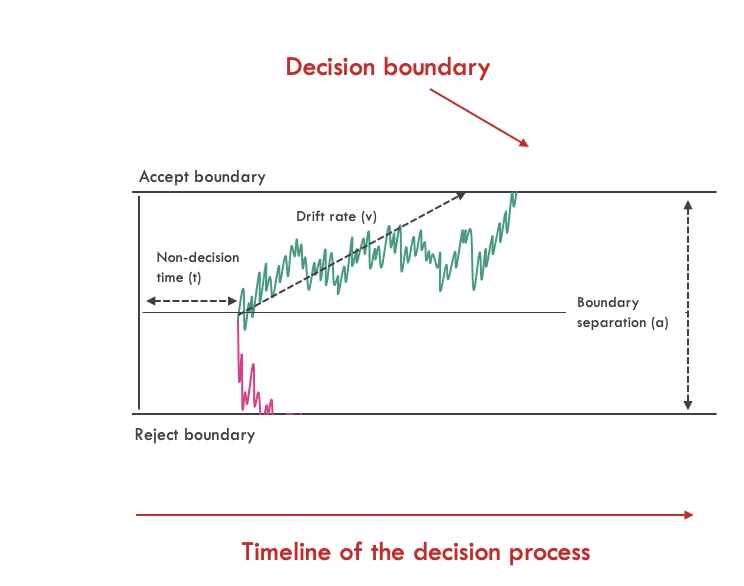 Decision boundary
Accept boundary
Drift rate (v)
Non-decision
time (t)
Boundary
separation (a)
Reject boundary
Timeline of the decision process